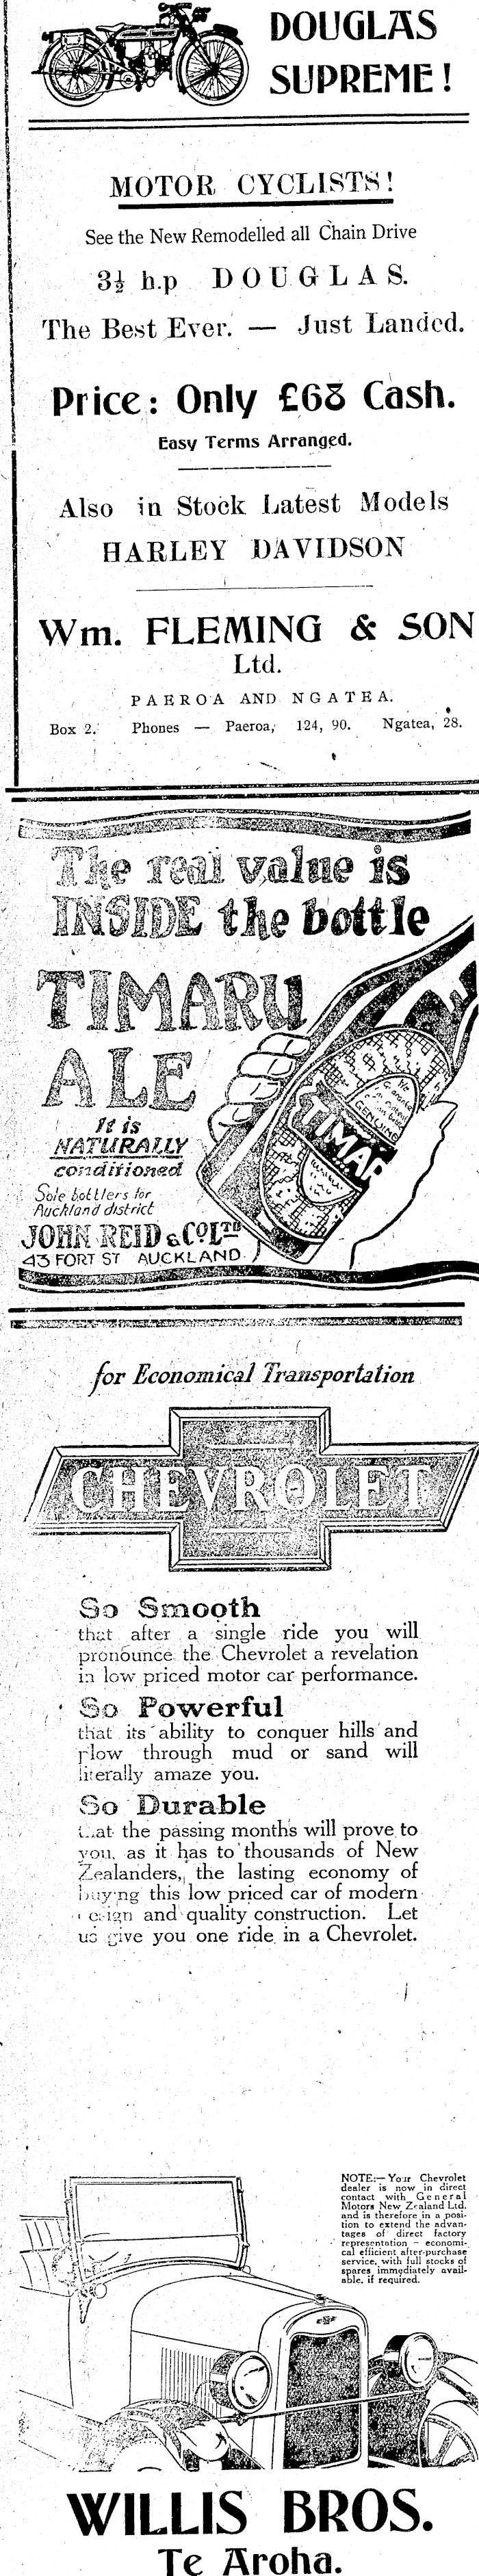 DOUGLAS
SUPREME!
MOTOR CYCLISTS!
See the New Remodelled all Chain Drive
3½ h.p DOUGLAS.
The Best Ever. — Just Landed.
Price: Only £68 Cash.
Easy Terms Arranged.
Also in Stock Latest Models
HARLEY DAVIDSON
Wm. FLEMING & SON
Ltd.
PAEROA AND NGATEA.
Box 2. Phones — Paeroa, 124, 90. Ngatea, 28.
The real value is
INSIDE the bottle
TIMARU
ALE
It is
NATURALLY
conditioned
Sole bottlers for
Auckland district
JOHN REID & CO LTD
43 FORT ST AUCKLAND
GENUINE
TIMAR
for Economical Transportation
CHEVROLET
So Smooth
that after a single ride you will
pronounce the Chevrolet a revelation
in low priced motor car performance.
So Powerful
that its ability to conquer hills and
plow through mud or sand will
literally amaze you.
So Durable
that the passing months will prove to
you, as it has to thousands of New
Zealanders, the lasting economy of
buying this low priced car of modern
design and quality construction. Let
us give you one ride in a Chevrolet.
NOTE:— Your Chevrolet
dealer is now in direct
contact with General
Motors New Zealand Ltd.
and is therefore in a posi-
tion to extend the advan-
tages of direct factory
representation – economi-
cal efficient after-purchase
service, with full stocks of
spares immediately avail-
able, if required.
WILLIS BROS.
Te Aroha.